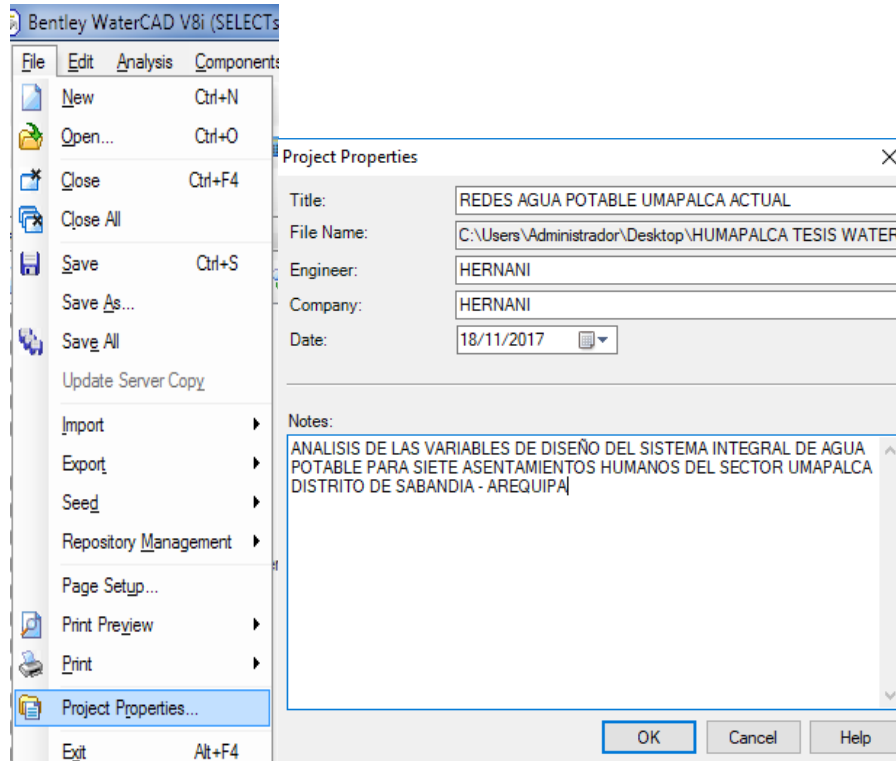 Bentley WaterCAD V8i (SELECTs
File Edit Analysis Components
New Ctrl+N
Open... Ctrl+O
Close Ctrl+F4
Close All
Save Ctrl+S
Save As...
Save All
Update Server Copy
Import
Export
Seed
Repository Management
Page Setup...
Print Preview
Print
Project Properties...
Exit Alt+F4
Project Properties
Title: REDES AGUA POTABLE UMAPALCA ACTUAL
File Name: C:\Users\Administrador\Desktop\HUMAPALCA TESIS WATER
Engineer: HERNANI
Company: HERNANI
Date: 18/11/2017
Notes:
ANALISIS DE LAS VARIABLES DE DISEÑO DEL SISTEMA INTEGRAL DE AGUA
POTABLE PARA SIETE ASENTAMIENTOS HUMANOS DEL SECTOR UMAPALCA
DISTRITO DE SABANDIA - AREQUIPA
OK Cancel Help